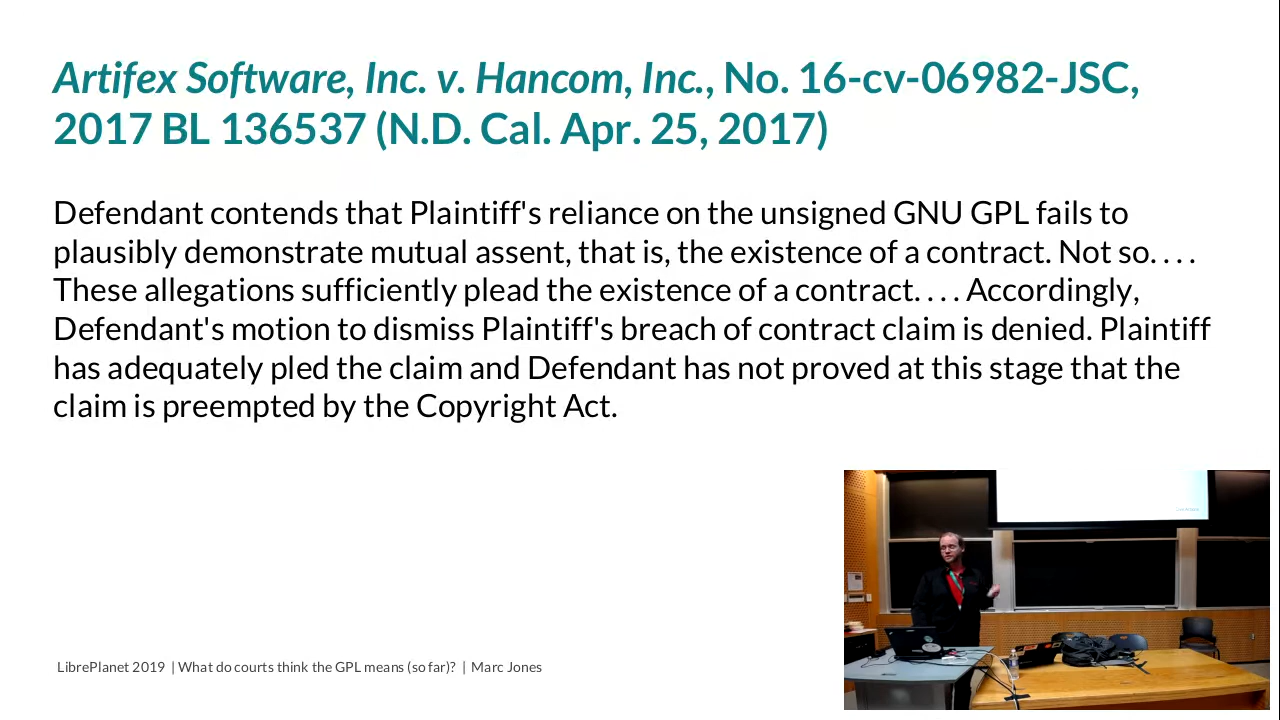 Artifex Software, Inc. v. Hancom, Inc., No. 16-cv-06982-JSC,
2017 BL 136537 (N.D. Cal. Apr. 25, 2017)
Defendant contends that Plaintiff's reliance on the unsigned GNU GPL fails to
plausibly demonstrate mutual assent, that is, the existence of a contract. Not so. . . .
These allegations sufficiently plead the existence of a contract. . . . Accordingly,
Defendant's motion to dismiss Plaintiff's breach of contract claim is denied. Plaintiff
has adequately pled the claim and Defendant has not proved at this stage that the
claim is preempted by the Copyright Act.
LibrePlanet 2019 | What do courts think the GPL means (so far)? | Marc Jones